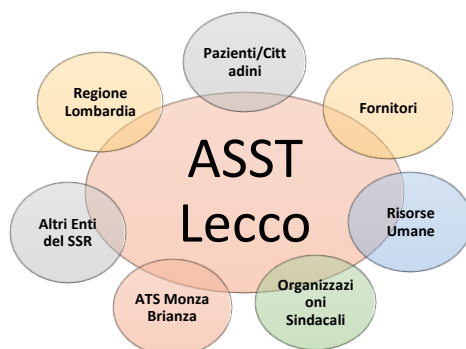 Pazienti/Citt
adini
Regione
Lombardia
Fornitori
ASST
Lecco
Altri Enti
del SSR
Risorse
Umane
ATS Monza
Brianza
Organizzazi
oni
Sindacali